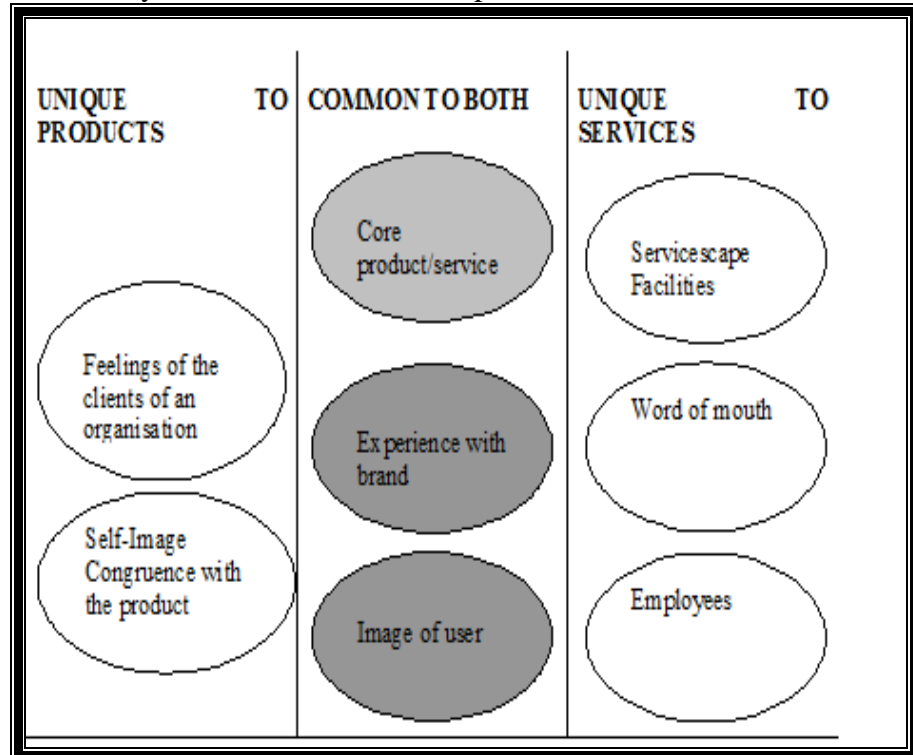 UNIQUE TO
PRODUCTS
COMMON TO BOTH
UNIQUE TO
SERVICES
Feelings of the
clients of an
organisation
Self-Image
Congruence with
the product
Core
product/service
Experience with
brand
Image of user
Servicescape
Facilities
Word of mouth
Employees